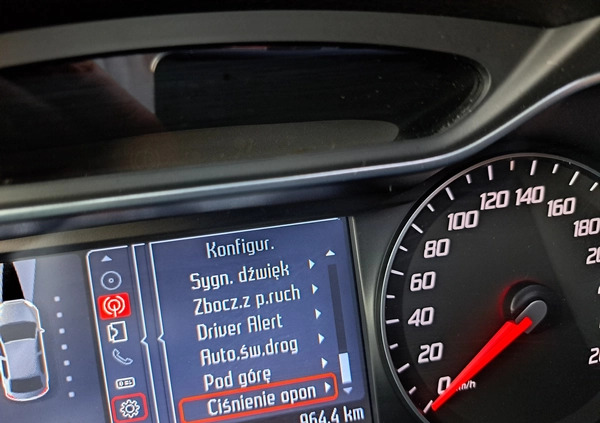 Konfigur.
Sygn. dźwięk
Zbocz.z p.ruch
Driver Alert
Auto.św.drog
Pod górę
Ciśnienie opon
964.4 km
0
20
40
60
80
100
120
140
160
180
km/h